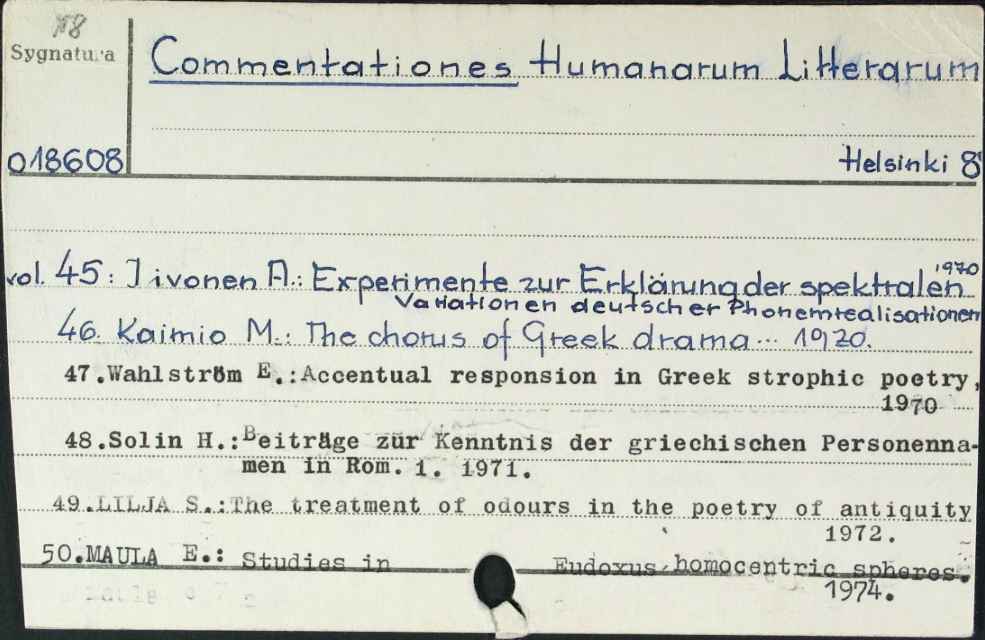 Sygnatura
018608
Commentationes Humanarum Litterarum
Helsinki 8°
vol. 45: Iivonen A.: Experimente zur Erklärung der spektralen 1970
Variationen deutscher Phonemrealisationen
46. Kaimio M.: The chorus of Greek drama... 1970.
47.Wahlström E.:Accentual responsion in Greek strophic poetry,
1970
48.Solin H.:Beiträge zur Kenntnis der griechischen Personenna-
men in Rom. 1. 1971.
49.LILJA S.:The treatment of odours in the poetry of antiquity
1972.
50.MAULA E.: Studies in Eudoxus homocentric spheres.
1974.